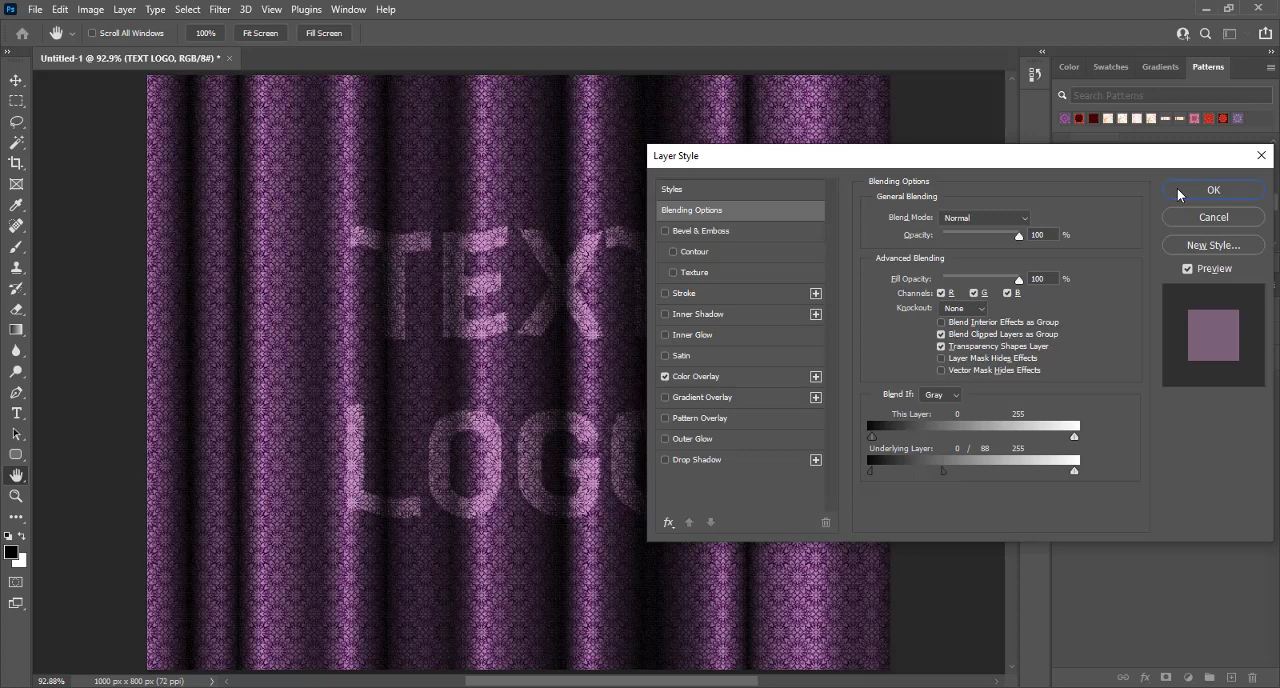 Ps File Edit Image Layer Type Select Filter 3D View Plugins Window Help
Scroll All Windows 100% Fit Screen Fill Screen
Untitled-1 @ 92.9% (TEXT LOGO, RGB/8#) * ×
Color Swatches Gradients Patterns
Search Patterns
TEXT
LOGO
Layer Style
Styles
Blending Options
Bevel & Emboss
Contour
Texture
Stroke
Inner Shadow
Inner Glow
Satin
Color Overlay
Gradient Overlay
Pattern Overlay
Outer Glow
Drop Shadow
fx
Blending Options
General Blending
Blend Mode: Normal
Opacity: 100 %
Advanced Blending
Fill Opacity: 100 %
Channels: R G B
Knockout: None
Blend Interior Effects as Group
Blend Clipped Layers as Group
Transparency Shapes Layer
Layer Mask Hides Effects
Vector Mask Hides Effects
Blend If: Gray
This Layer: 0 255
Underlying Layer: 0 / 88 255
OK
Cancel
New Style...
Preview
92.88% 1000 px x 800 px (72 ppi)
fx